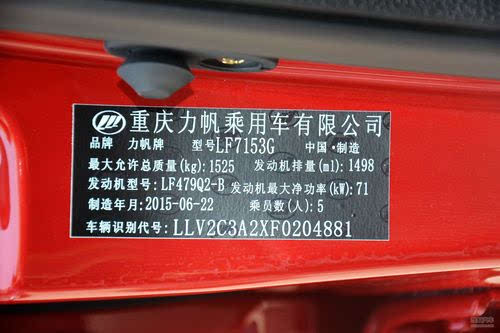 重庆力帆乘用车有限公司
品牌 力帆牌 型号LF7153G 中国·制造
最大允许总质量(kg): 1525 发动机排量(ml): 1498
发动机型号: LF479Q2-B 发动机最大净功率(kW): 71
制造年月: 2015-06-22 乘员数(人): 5
车辆识别代号: LLV2C3A2XF0204881